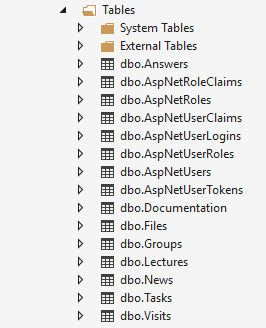 Tables
System Tables
External Tables
dbo.Answers
dbo.AspNetRoleClaims
dbo.AspNetRoles
dbo.AspNetUserClaims
dbo.AspNetUserLogins
dbo.AspNetUserRoles
dbo.AspNetUsers
dbo.AspNetUserTokens
dbo.Documentation
dbo.Files
dbo.Groups
dbo.Lectures
dbo.News
dbo.Tasks
dbo.Visits